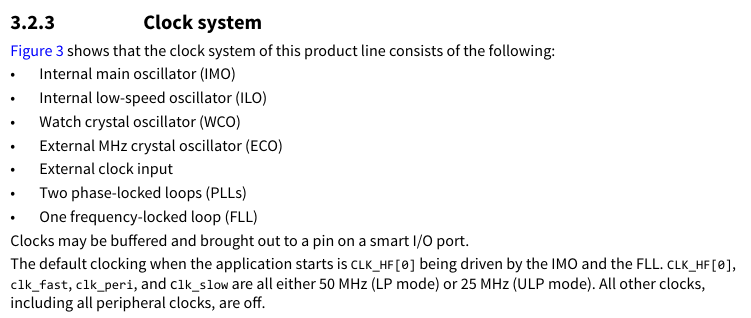 3.2.3 Clock system
Figure 3 shows that the clock system of this product line consists of the following:
• Internal main oscillator (IMO)
• Internal low-speed oscillator (ILO)
• Watch crystal oscillator (WCO)
• External MHz crystal oscillator (ECO)
• External clock input
• Two phase-locked loops (PLLs)
• One frequency-locked loop (FLL)
Clocks may be buffered and brought out to a pin on a smart I/O port.
The default clocking when the application starts is CLK_HF[0] being driven by the IMO and the FLL. CLK_HF[0],
clk_fast, clk_peri, and clk_slow are all either 50 MHz (LP mode) or 25 MHz (ULP mode). All other clocks,
including all peripheral clocks, are off.